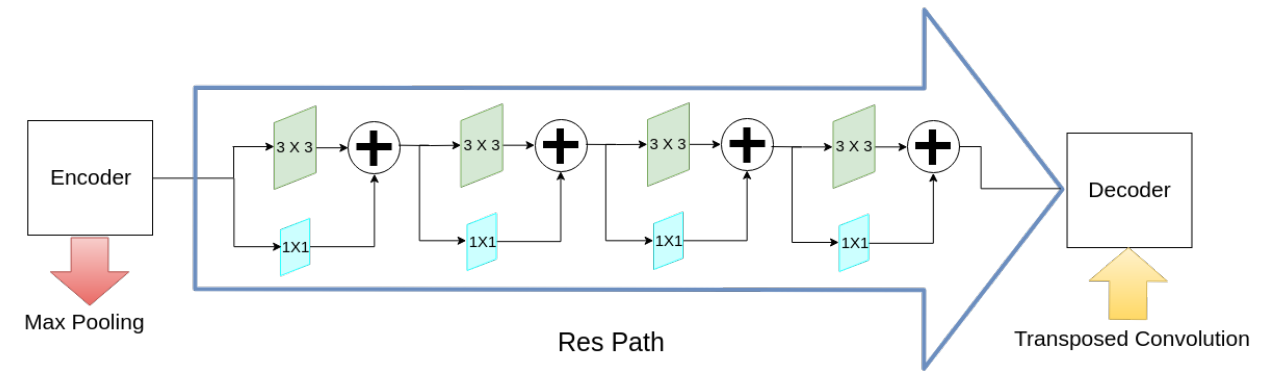 Encoder
Max Pooling
3 X 3
1X1
3 X 3
1X1
3 X 3
1X1
3 X 3
1X1
Res Path
Decoder
Transposed Convolution